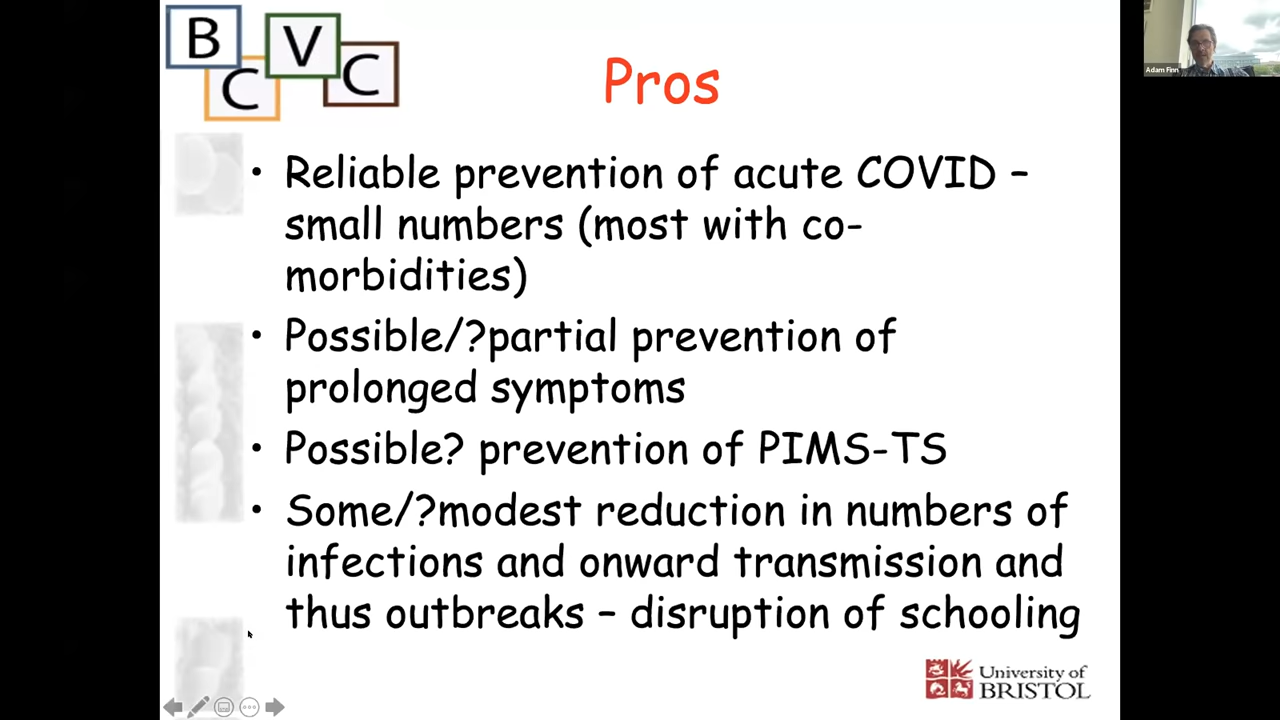 B
V
C
C
Pros
Adam Finn
• Reliable prevention of acute COVID –
small numbers (most with co-
morbidities)
• Possible/?partial prevention of
prolonged symptoms
• Possible? prevention of PIMS-TS
• Some/?modest reduction in numbers of
infections and onward transmission and
thus outbreaks – disruption of schooling
University of
BRISTOL